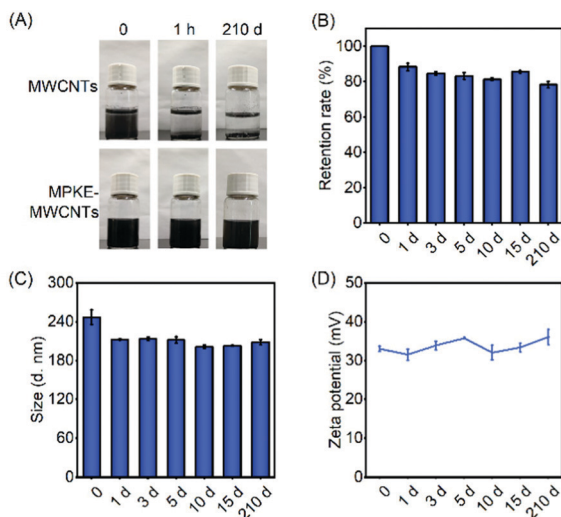 (A)
0 1 h 210 d
MWCNTs
MPKE-
MWCNTs
(B)
Retention rate (%)
100
80
60
40
20
0
0 1 d 3 d 5 d 10 d 15 d 210 d
(C)
Size (d. nm)
300
240
180
120
60
0
0 1 d 3 d 5 d 10 d 15 d 210 d
(D)
Zeta potential (mV)
50
40
30
20
10
0
0 1 d 3 d 5 d 10 d 15 d 210 d